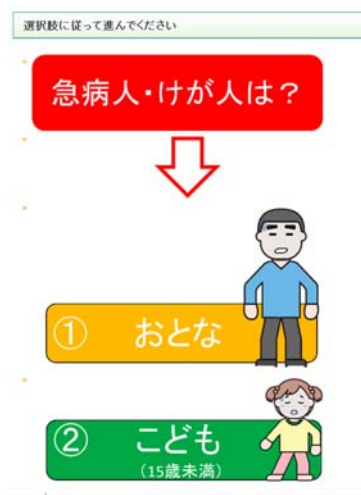 選択肢に従って進んでください
急病人・けが人は？
① おとな
② こども
（15歳未満）